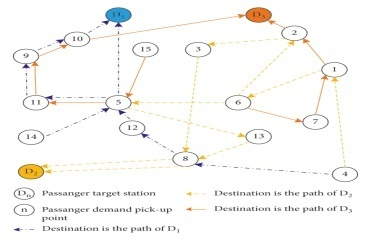 D₁
D₃
10
2
15
9
3
1
11
5
6
7
12
14
13
8
D₂
4
Dₙ Passanger target station
n Passanger demand pick-up point
Destination is the path of D₁
Destination is the path of D₂
Destination is the path of D₃